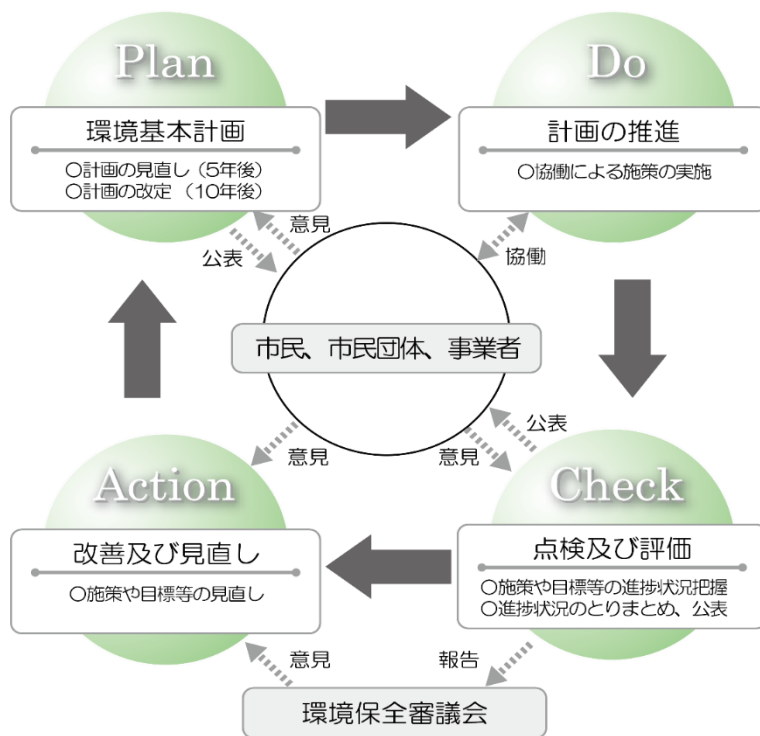 Plan
環境基本計画
○計画の見直し（5年後）
○計画の改定 （10年後）
Do
計画の推進
○協働による施策の実施
意見
公表
協働
市民、市民団体、事業者
意見
意見
公表
Action
改善及び見直し
○施策や目標等の見直し
Check
点検及び評価
○施策や目標等の進捗状況把握
○進捗状況のとりまとめ、公表
意見
報告
環境保全審議会